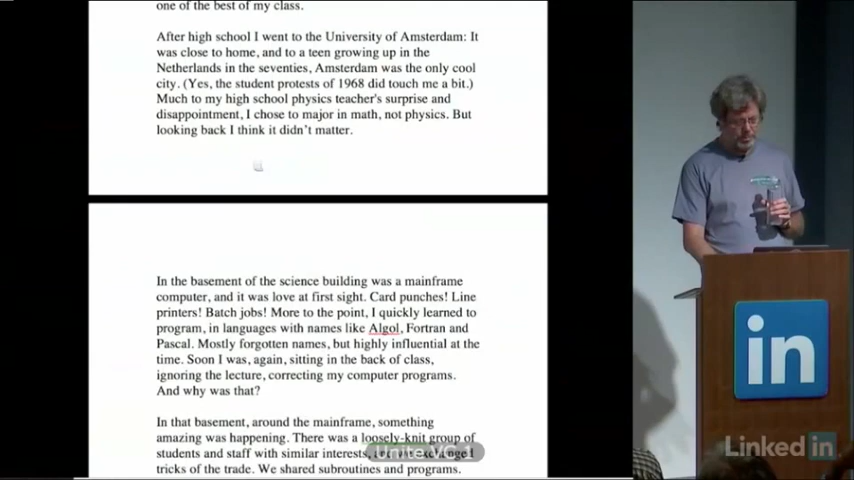 one of the best of my class.
After high school I went to the University of Amsterdam: It
was close to home, and to a teen growing up in the
Netherlands in the seventies, Amsterdam was the only cool
city. (Yes, the student protests of 1968 did touch me a bit.)
Much to my high school physics teacher's surprise and
disappointment, I chose to major in math, not physics. But
looking back I think it didn't matter.
In the basement of the science building was a mainframe
computer, and it was love at first sight. Card punches! Line
printers! Batch jobs! More to the point, I quickly learned to
program, in languages with names like Algol, Fortran and
Pascal. Mostly forgotten names, but highly influential at the
time. Soon I was, again, sitting in the back of class,
ignoring the lecture, correcting my computer programs.
And why was that?
In that basement, around the mainframe, something
amazing was happening. There was a loosely-knit group of
students and staff with similar interests,
tricks of the trade. We shared subroutines and programs.
Unite VC 1
in
Linked in